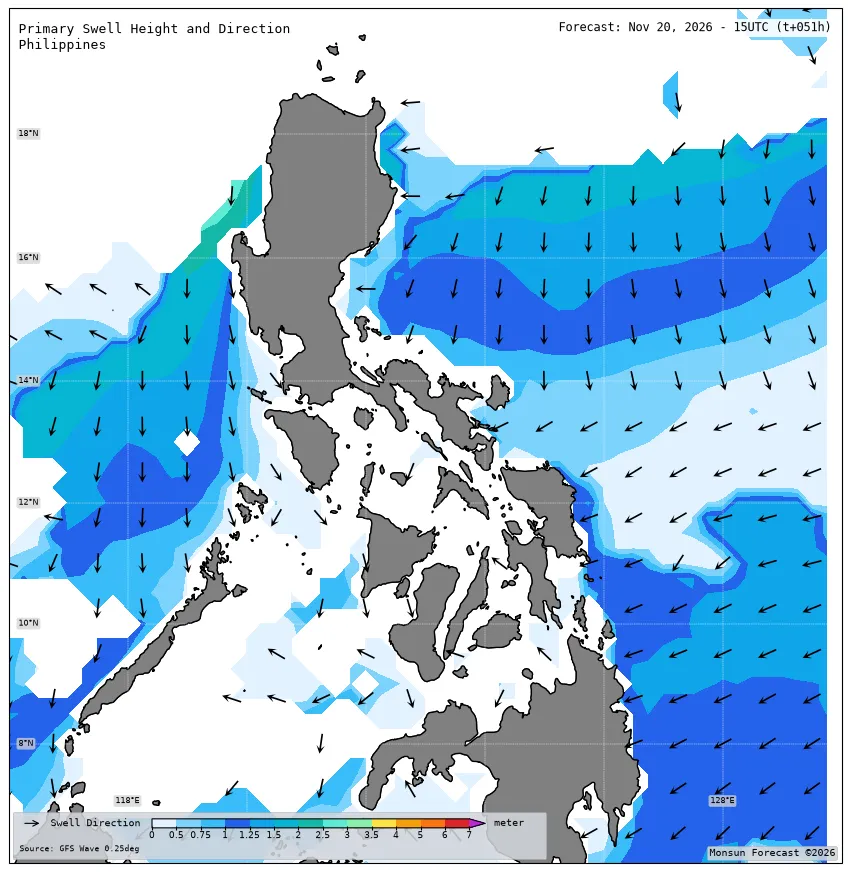 Primary Swell Height and Direction
Philippines
Forecast: Nov 20, 2026 - 15UTC (t+051h)
18°N
16°N
14°N
12°N
10°N
8°N
118°E
128°E
Swell Direction
0 0.5 0.75 1 1.25 1.5 2 2.5 3 3.5 4 5 6 7
meter
Source: GFS Wave 0.25deg
Monsun Forecast ©2026